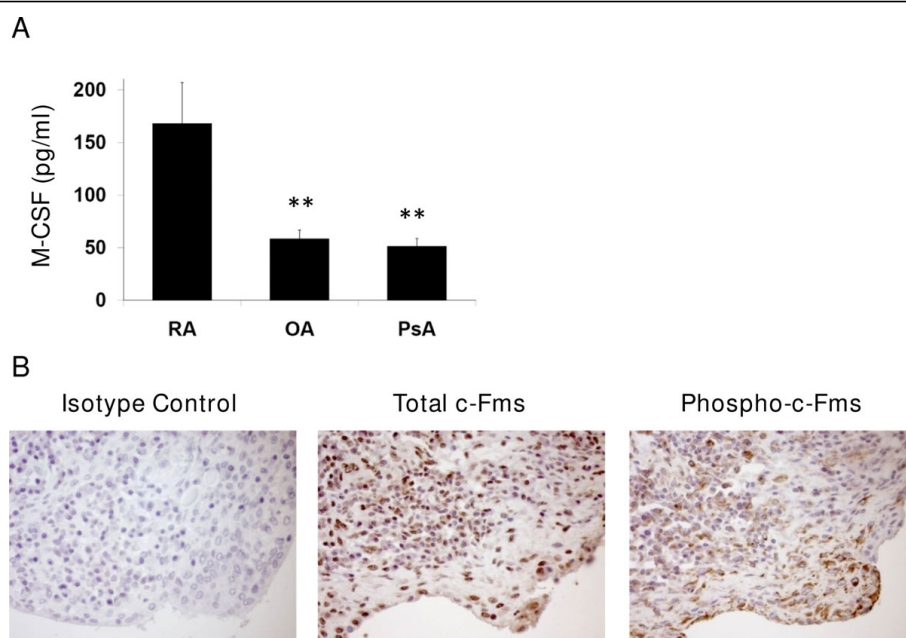 A
M-CSF (pg/ml)
200
150
100
50
0
**
**
RA OA PsA
B
Isotype Control Total c-Fms Phospho-c-Fms